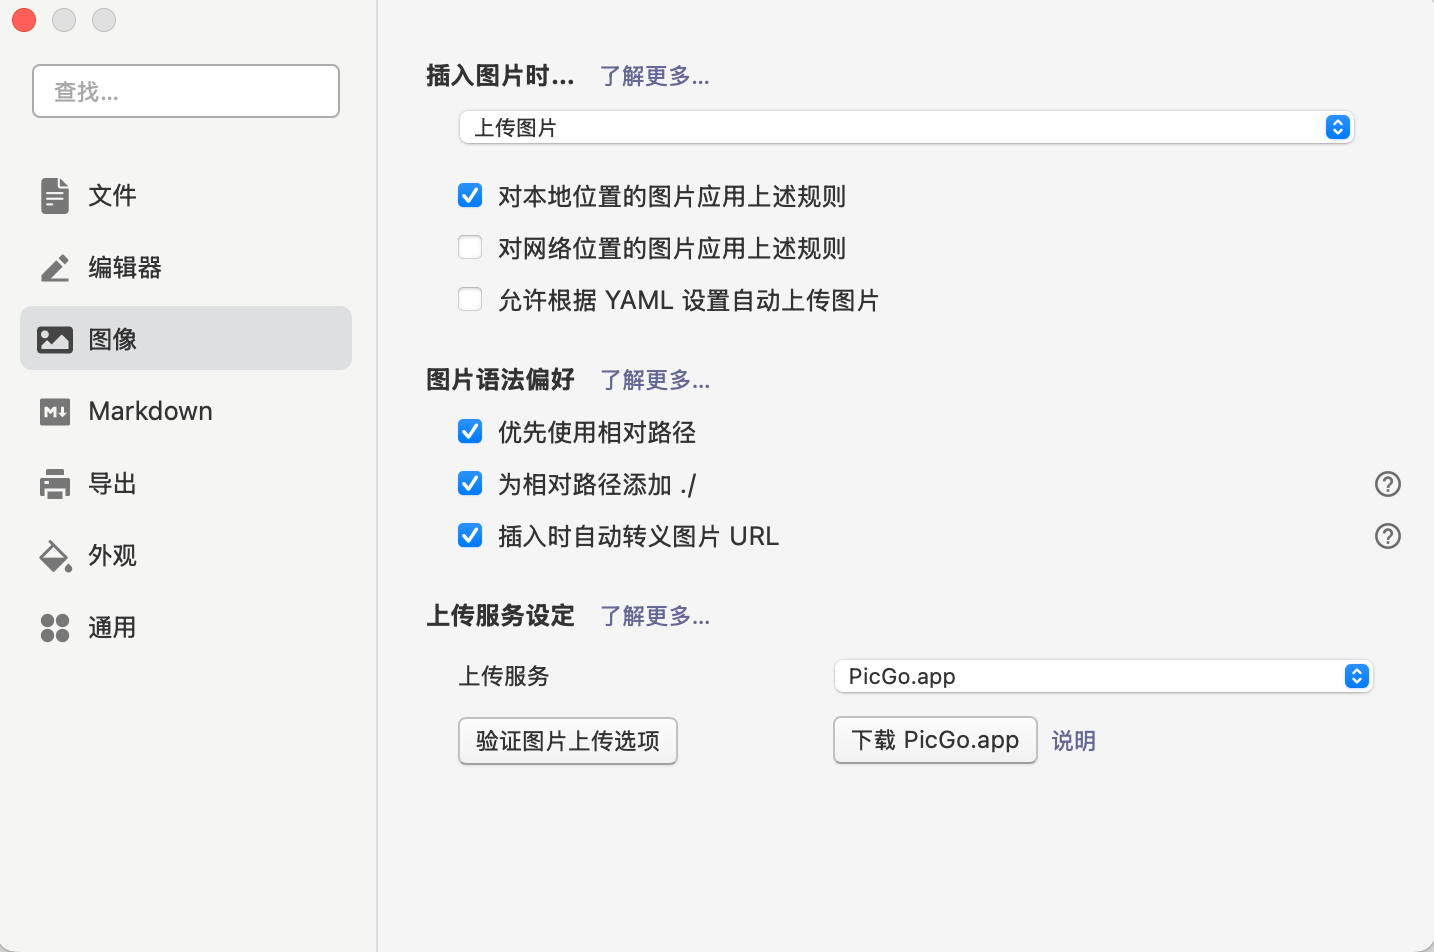 查找...
文件
编辑器
图像
Markdown
导出
外观
通用
插入图片时... 了解更多...
上传图片
对本地位置的图片应用上述规则
对网络位置的图片应用上述规则
允许根据 YAML 设置自动上传图片
图片语法偏好 了解更多...
优先使用相对路径
为相对路径添加 ./
插入时自动转义图片 URL
上传服务设定 了解更多...
上传服务 PicGo.app
验证图片上传选项 下载 PicGo.app 说明